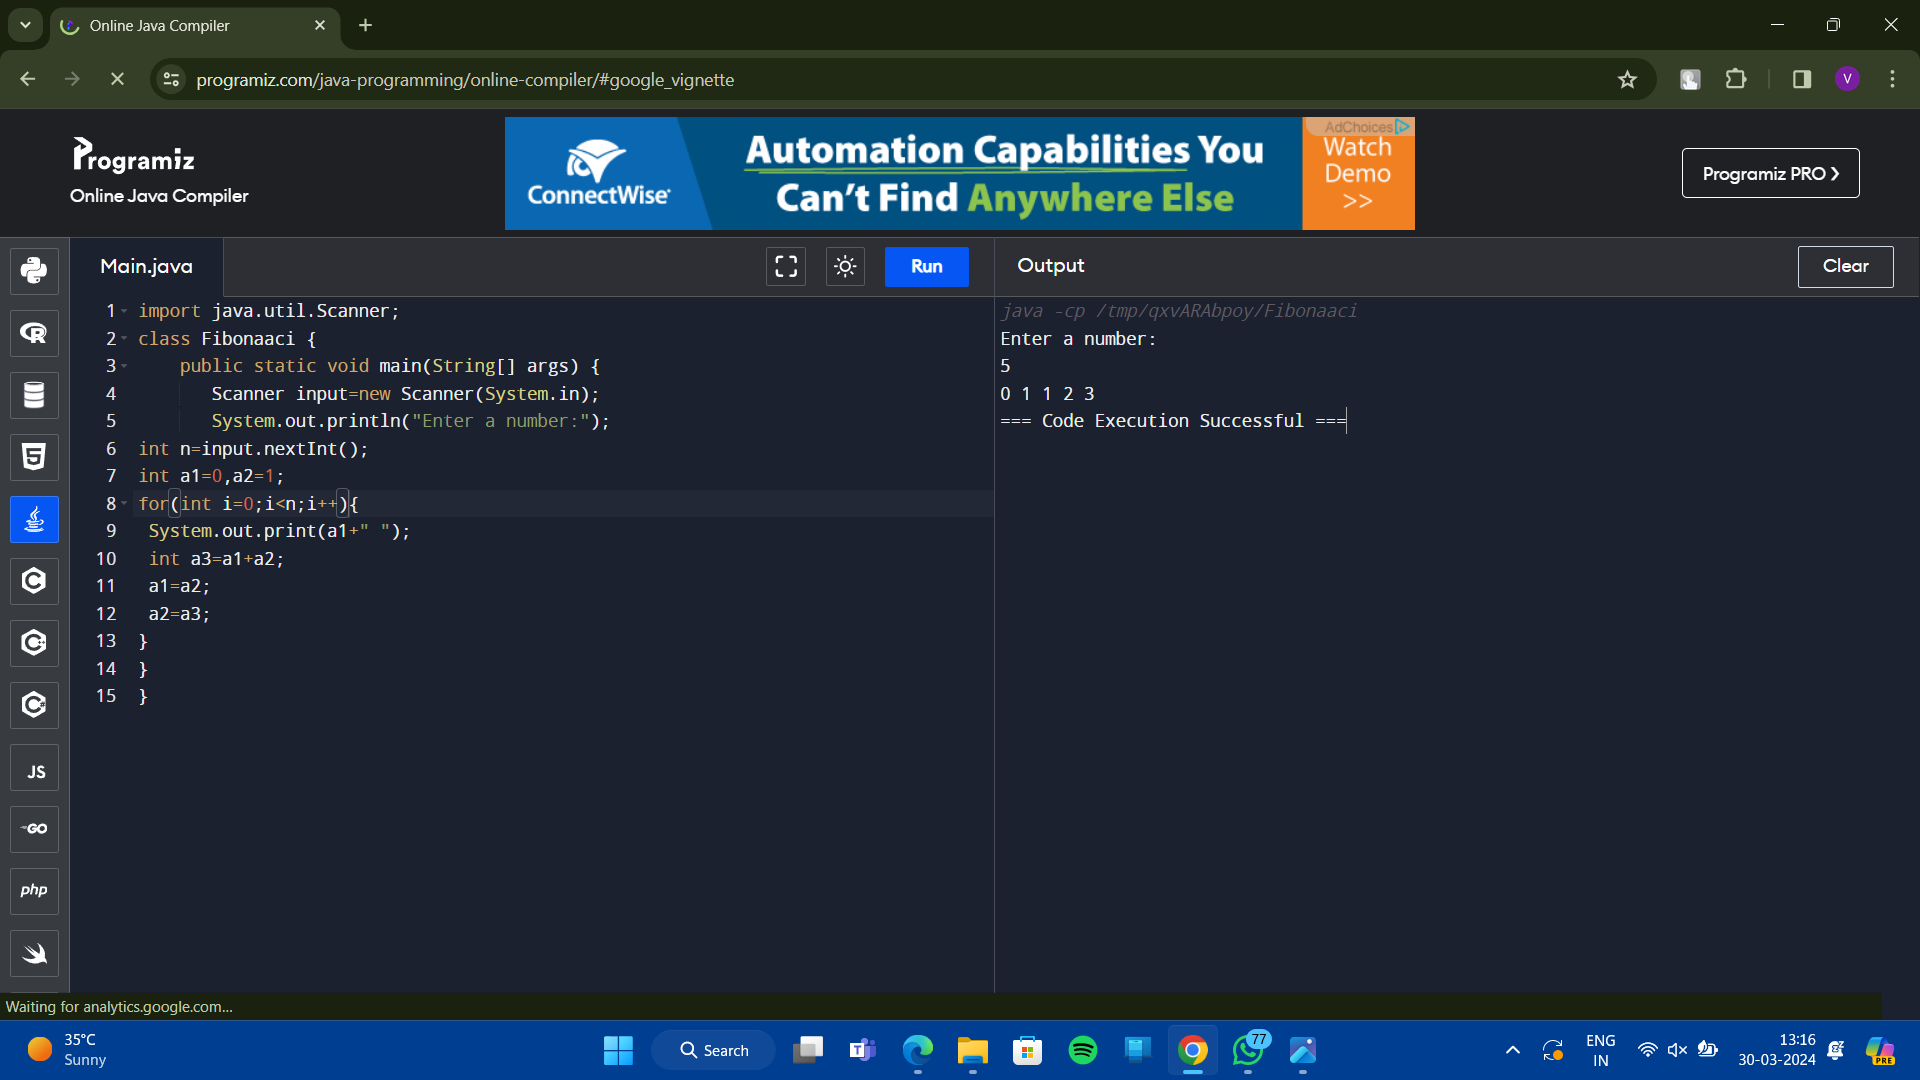 Online Java Compiler
programiz.com/java-programming/online-compiler/#google_vignette
V
Programiz
Online Java Compiler
ConnectWise
Automation Capabilities You
Can't Find Anywhere Else
AdChoices
Watch
Demo
>>
Programiz PRO ❯
Main.java
Run
Output
Clear
1 import java.util.Scanner;
2 class Fibonaaci {
3     public static void main(String[] args) {
4        Scanner input=new Scanner(System.in);
5        System.out.println("Enter a number:");
6 int n=input.nextInt();
7 int a1=0,a2=1;
8 for(int i=0;i<n;i++){
9  System.out.print(a1+" ");
10  int a3=a1+a2;
11  a1=a2;
12  a2=a3;
13 }
14 }
15 }
java -cp /tmp/qxvARAbpoy/Fibonaaci
Enter a number:
5
0 1 1 2 3
=== Code Execution Successful ===
R
5
C
C++
C#
JS
GO
php
Waiting for analytics.google.com...
35°C
Sunny
Search
T
77
ENG
IN
13:16
30-03-2024
PRE